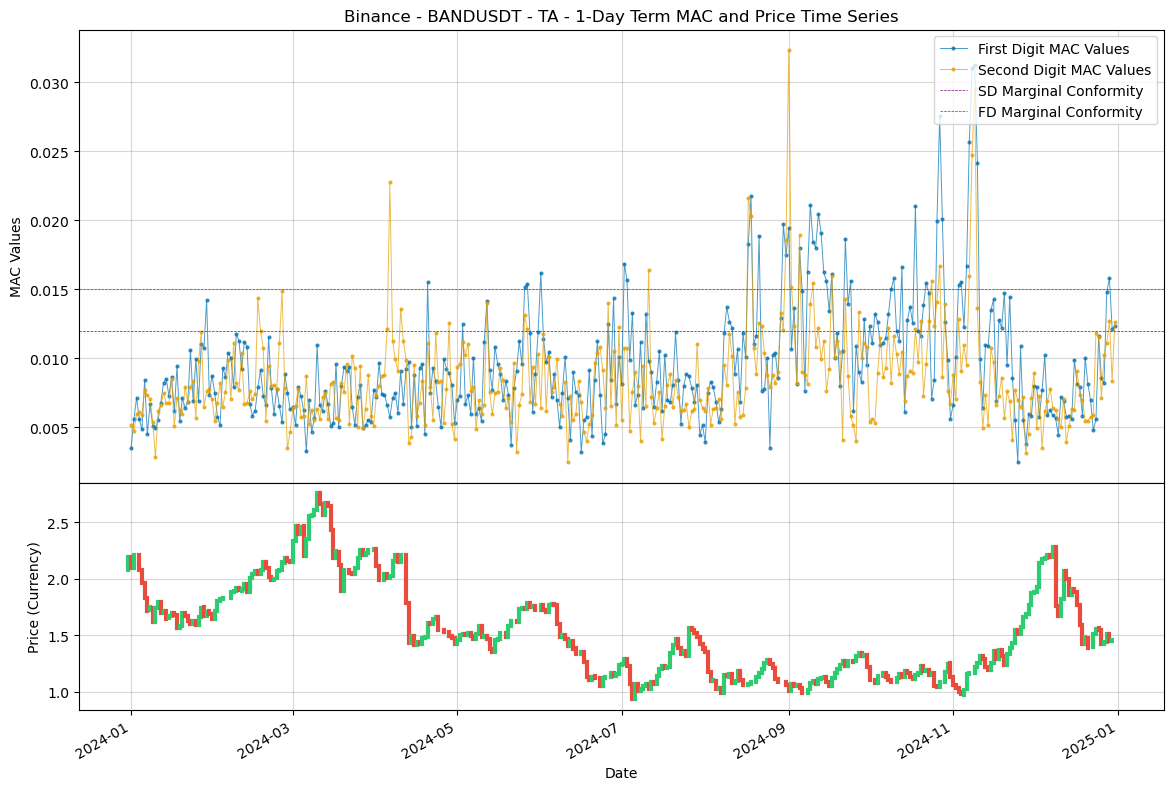 Binance - BANDUSDT - TA - 1-Day Term MAC and Price Time Series
First Digit MAC Values
Second Digit MAC Values
SD Marginal Conformity
FD Marginal Conformity
MAC Values
0.030
0.025
0.020
0.015
0.010
0.005
Price (Currency)
2.5
2.0
1.5
1.0
2024-01
2024-03
2024-05
2024-07
2024-09
2024-11
2025-01
Date